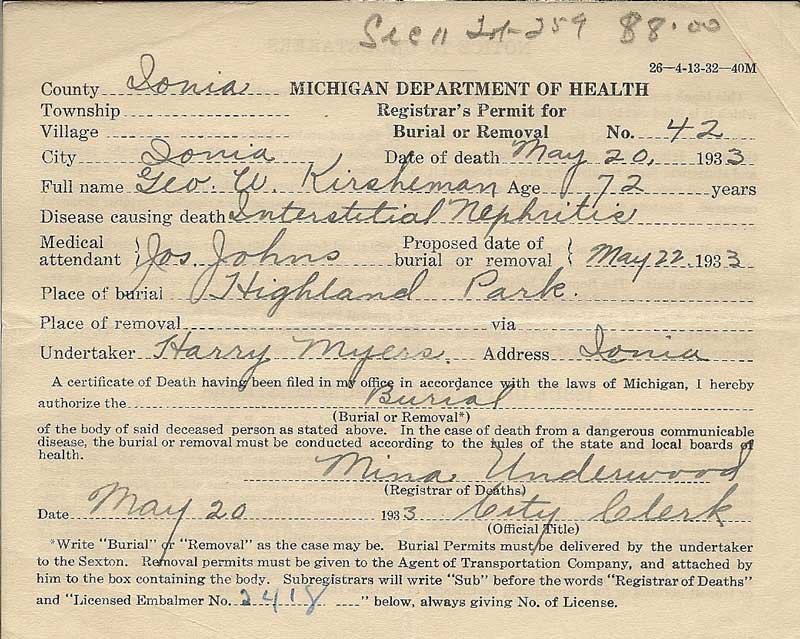 Sec 11 Lot-259 88.00
26—4-13-32—40M
County Ionia MICHIGAN DEPARTMENT OF HEALTH
Township Registrar's Permit for
Village Burial or Removal No. 42
City Ionia Date of death May 20, 1933
Full name Geo. W. Kirsheman Age 72 years
Disease causing death Interstetial Nephritis
Medical attendant Jos. Johns Proposed date of burial or removal May 22. 1933
Place of burial Highland Park.
Place of removal via
Undertaker Harry Myers. Address Ionia
A certificate of Death having been filed in my office in accordance with the laws of Michigan, I hereby
authorize the Burial
(Burial or Removal*)
of the body of said deceased person as stated above. In the case of death from a dangerous communicable
disease, the burial or removal must be conducted according to the rules of the state and local boards of
health.
Mina Underwood
(Registrar of Deaths)
Date May 20 1933 City Clerk
(Official Title)
*Write "Burial" or "Removal" as the case may be. Burial Permits must be delivered by the undertaker
to the Sexton. Removal permits must be given to the Agent of Transportation Company, and attached by
him to the box containing the body. Subregistrars will write "Sub" before the words "Registrar of Deaths"
and "Licensed Embalmer No. 2418 " below, always giving No. of License.